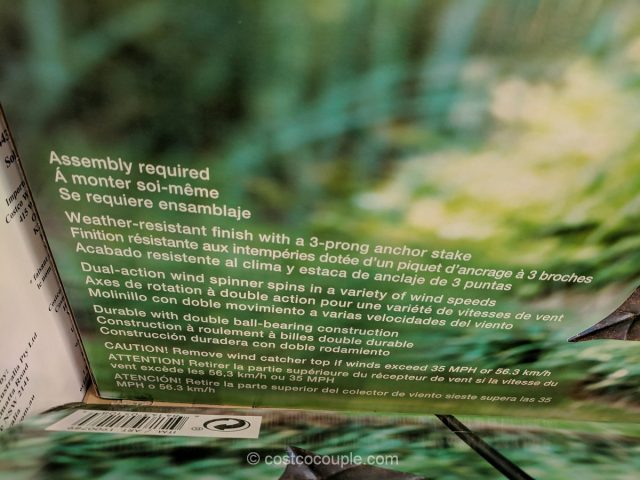 Assembly required
Á monter soi-même
Se requiere ensamblaje
Weather-resistant finish with a 3-prong anchor stake
Finition résistante aux intempéries dotée d'un piquet d'ancrage à 3 broches
Acabado resistente al clima y estaca de anclaje de 3 puntas
Dual-action wind spinner spins in a variety of wind speeds
Axes de rotation à double action pour une variété de vitesses de vent
Molinillo con doble movimiento a varias velocidades del viento
Durable with double ball-bearing construction
Construction à roulement à billes double durable
Construcción duradera con doble rodamiento
CAUTION! Remove wind catcher top if winds exceed 35 MPH or 56.3 km/h
ATTENTION! Retirer la partie supérieure du récepteur de vent si la vitesse du
vent excède les 56.3 km/h ou 35 MPH
ATENCIÓN! Retire la parte superior del colector de viento sieste supera las 35
MPH o 56.3 km/h
ITM. / ART.
© costcocouple.com